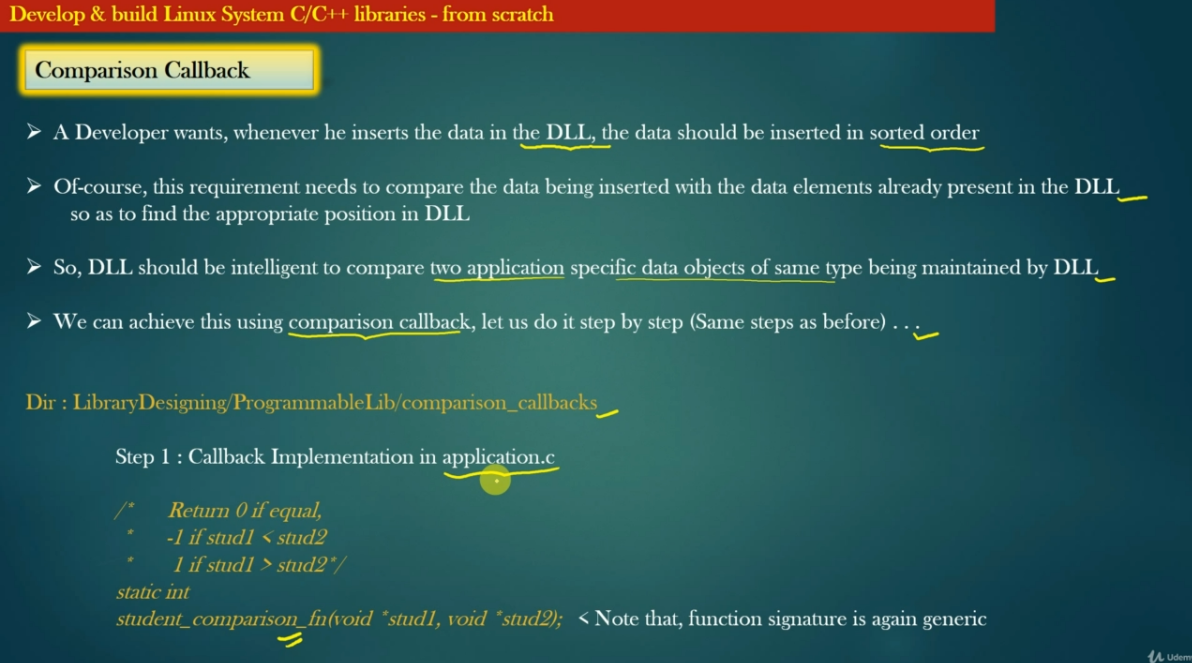 Develop & build Linux System C/C++ libraries - from scratch
Comparison Callback
➤ A Developer wants, whenever he inserts the data in the DLL, the data should be inserted in sorted order
➤ Of-course, this requirement needs to compare the data being inserted with the data elements already present in the DLL
so as to find the appropriate position in DLL
➤ So, DLL should be intelligent to compare two application specific data objects of same type being maintained by DLL
➤ We can achieve this using comparison callback, let us do it step by step (Same steps as before) . . .
Dir : LibraryDesigning/ProgrammableLib/comparison_callbacks
Step 1 : Callback Implementation in application.c
/* Return 0 if equal,
* -1 if stud1 < stud2
* 1 if stud1 > stud2*/
static int
student_comparison_fn(void *stud1, void *stud2); < Note that, function signature is again generic
Udemy